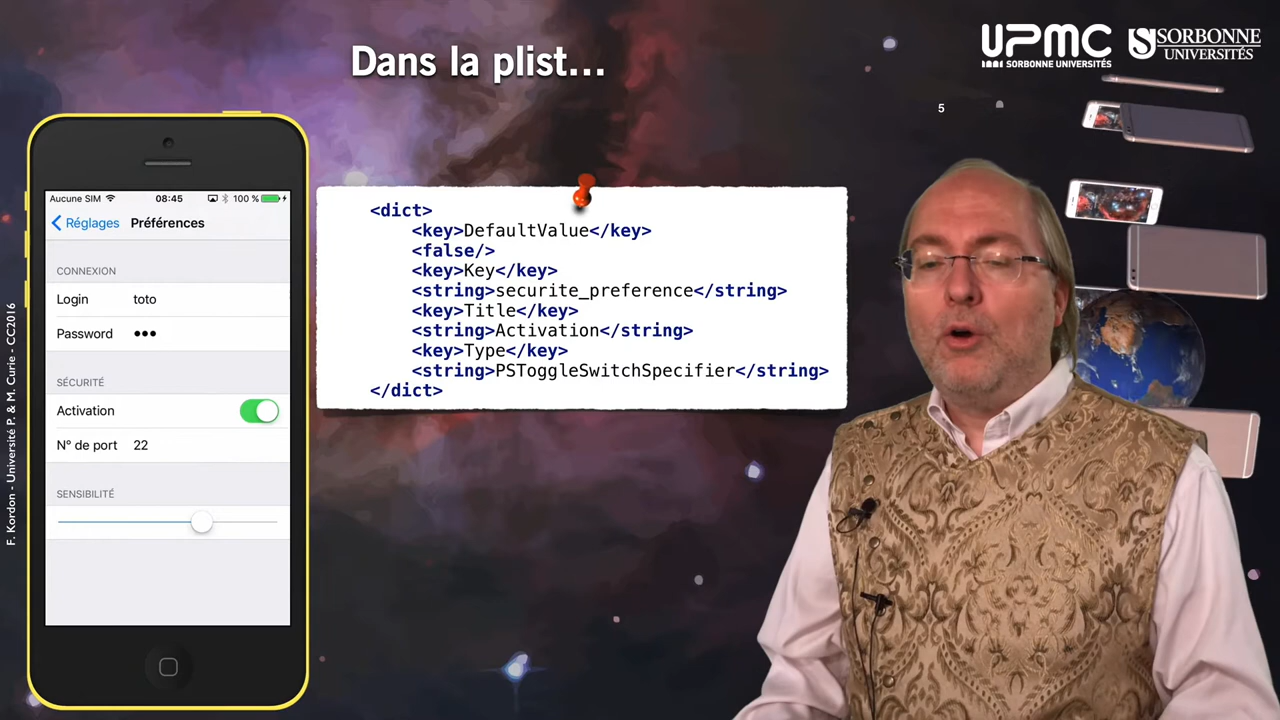 Dans la plist...
UPMC
SORBONNE UNIVERSITÉS
SORBONNE
UNIVERSITÉS
5
Aucune SIM 08:45 100 %
Réglages Préférences
CONNEXION
Login toto
Password •••
SÉCURITÉ
Activation
N° de port 22
SENSIBILITÉ
<dict>
<key>DefaultValue</key>
<false/>
<key>Key</key>
<string>securite_preference</string>
<key>Title</key>
<string>Activation</string>
<key>Type</key>
<string>PSToggleSwitchSpecifier</string>
</dict>
F. Kordon - Université P. & M. Curie - CC2016